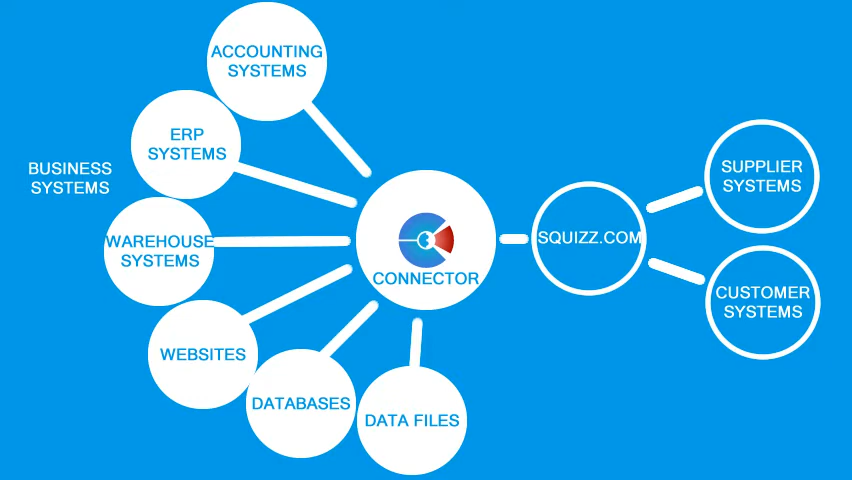 ACCOUNTING
SYSTEMS
ERP
SYSTEMS
BUSINESS
SYSTEMS
WAREHOUSE
SYSTEMS
WEBSITES
DATABASES
DATA FILES
CONNECTOR
SQUIZZ.COM
SUPPLIER
SYSTEMS
CUSTOMER
SYSTEMS